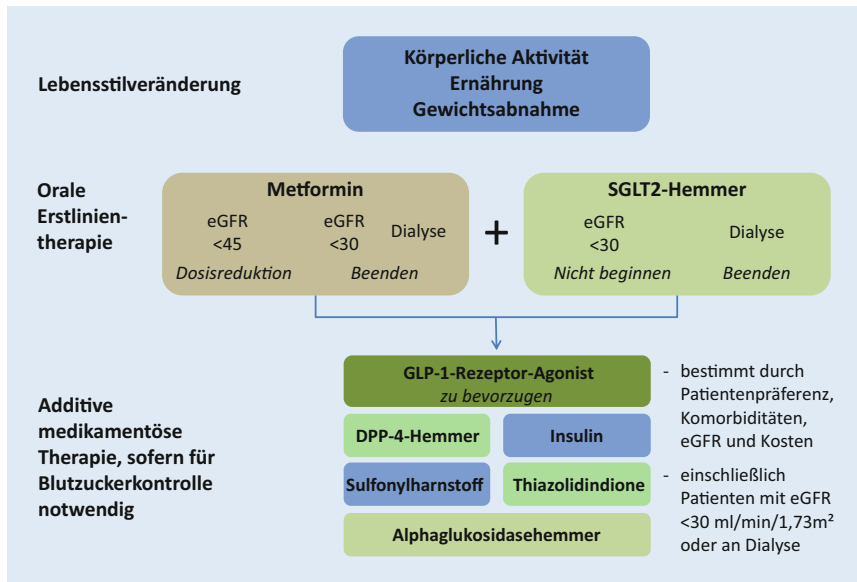 Lebensstilveränderung
Körperliche Aktivität
Ernährung
Gewichtsabnahme
Orale
Erstlinien-
therapie
Metformin
eGFR
<45
Dosisreduktion
eGFR
<30
Dialyse
Beenden
+
SGLT2-Hemmer
eGFR
<30
Nicht beginnen
Dialyse
Beenden
Additive
medikamentöse
Therapie, sofern für
Blutzuckerkontrolle
notwendig
GLP-1-Rezeptor-Agonist
zu bevorzugen
DPP-4-Hemmer
Insulin
Sulfonylharnstoff
Thiazolidindione
Alphaglukosidasehemmer
- bestimmt durch
Patientenpräferenz,
Komorbiditäten,
eGFR und Kosten
- einschließlich
Patienten mit eGFR
<30 ml/min/1,73m²
oder an Dialyse